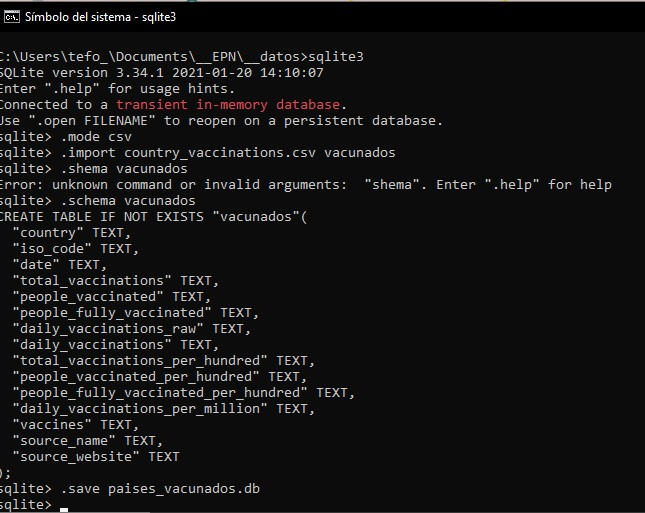 Símbolo del sistema - sqlite3
C:\Users\tefo_\Documents\__EPN\__datos>sqlite3
SQLite version 3.34.1 2021-01-20 14:10:07
Enter ".help" for usage hints.
Connected to a transient in-memory database.
Use ".open FILENAME" to reopen on a persistent database.
sqlite> .mode csv
sqlite> .import country_vaccinations.csv vacunados
sqlite> .shema vacunados
Error: unknown command or invalid arguments:  "shema". Enter ".help" for help
sqlite> .schema vacunados
CREATE TABLE IF NOT EXISTS "vacunados"(
  "country" TEXT,
  "iso_code" TEXT,
  "date" TEXT,
  "total_vaccinations" TEXT,
  "people_vaccinated" TEXT,
  "people_fully_vaccinated" TEXT,
  "daily_vaccinations_raw" TEXT,
  "daily_vaccinations" TEXT,
  "total_vaccinations_per_hundred" TEXT,
  "people_vaccinated_per_hundred" TEXT,
  "people_fully_vaccinated_per_hundred" TEXT,
  "daily_vaccinations_per_million" TEXT,
  "vaccines" TEXT,
  "source_name" TEXT,
  "source_website" TEXT
);
sqlite> .save paises_vacunados.db
sqlite>